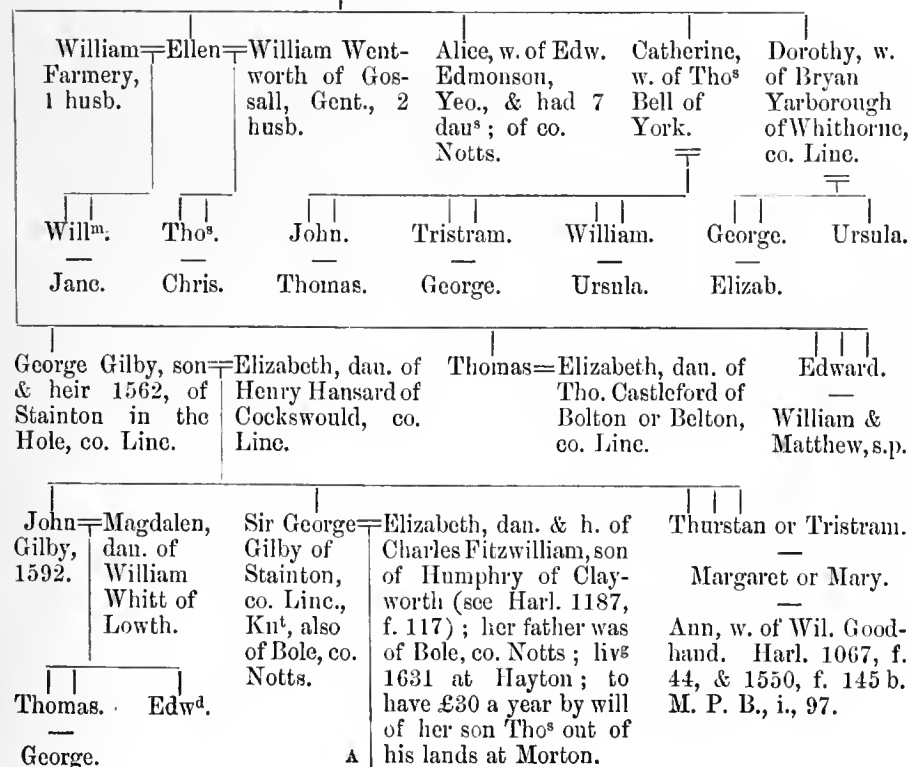 William=Ellen=William Went-
Farmery,
1 husb.
worth of Gos-
sall, Gent., 2
husb.
Alice, w. of Edw.
Edmonson,
Yeo., & had 7
dauˢ; of co.
Notts.
Catherine,
w. of Thoˢ
Bell of
York.
Dorothy, w.
of Bryan
Yarborough
of Whithorne,
co. Linc.
Willᵐ.
—
Jane.
Thoˢ.
—
Chris.
John.
—
Thomas.
Tristram.
—
George.
William.
—
Ursula.
George.
—
Elizab.
Ursula.
George Gilby, son=
& heir 1562, of
Stainton in the
Hole, co. Linc.
Elizabeth, dau. of
Henry Hansard of
Cockswould, co.
Linc.
Thomas=
Elizabeth, dau. of
Tho. Castleford of
Bolton or Belton,
co. Linc.
Edward.
—
William &
Matthew, s.p.
John=
Gilby,
1592.
Magdalen,
dau. of
William
Whitt of
Lowth.
Sir George=
Gilby of
Stainton,
co. Linc.,
Knᵗ, also
of Bole, co.
Notts.
Elizabeth, dau. & h. of
Charles Fitzwilliam, son
of Humphry of Clay-
worth (see Harl. 1187,
f. 117); her father was
of Bole, co. Notts; livᵍ
1631 at Hayton; to
have £30 a year by will
of her son Thoˢ out of
his lands at Morton.
Thurstan or Tristram.
—
Margaret or Mary.
—
Ann, w. of Wil. Good-
hand. Harl. 1067, f.
44, & 1550, f. 145 b.
M. P. B., i., 97.
Thomas.
—
George.
Edwᵈ.
A